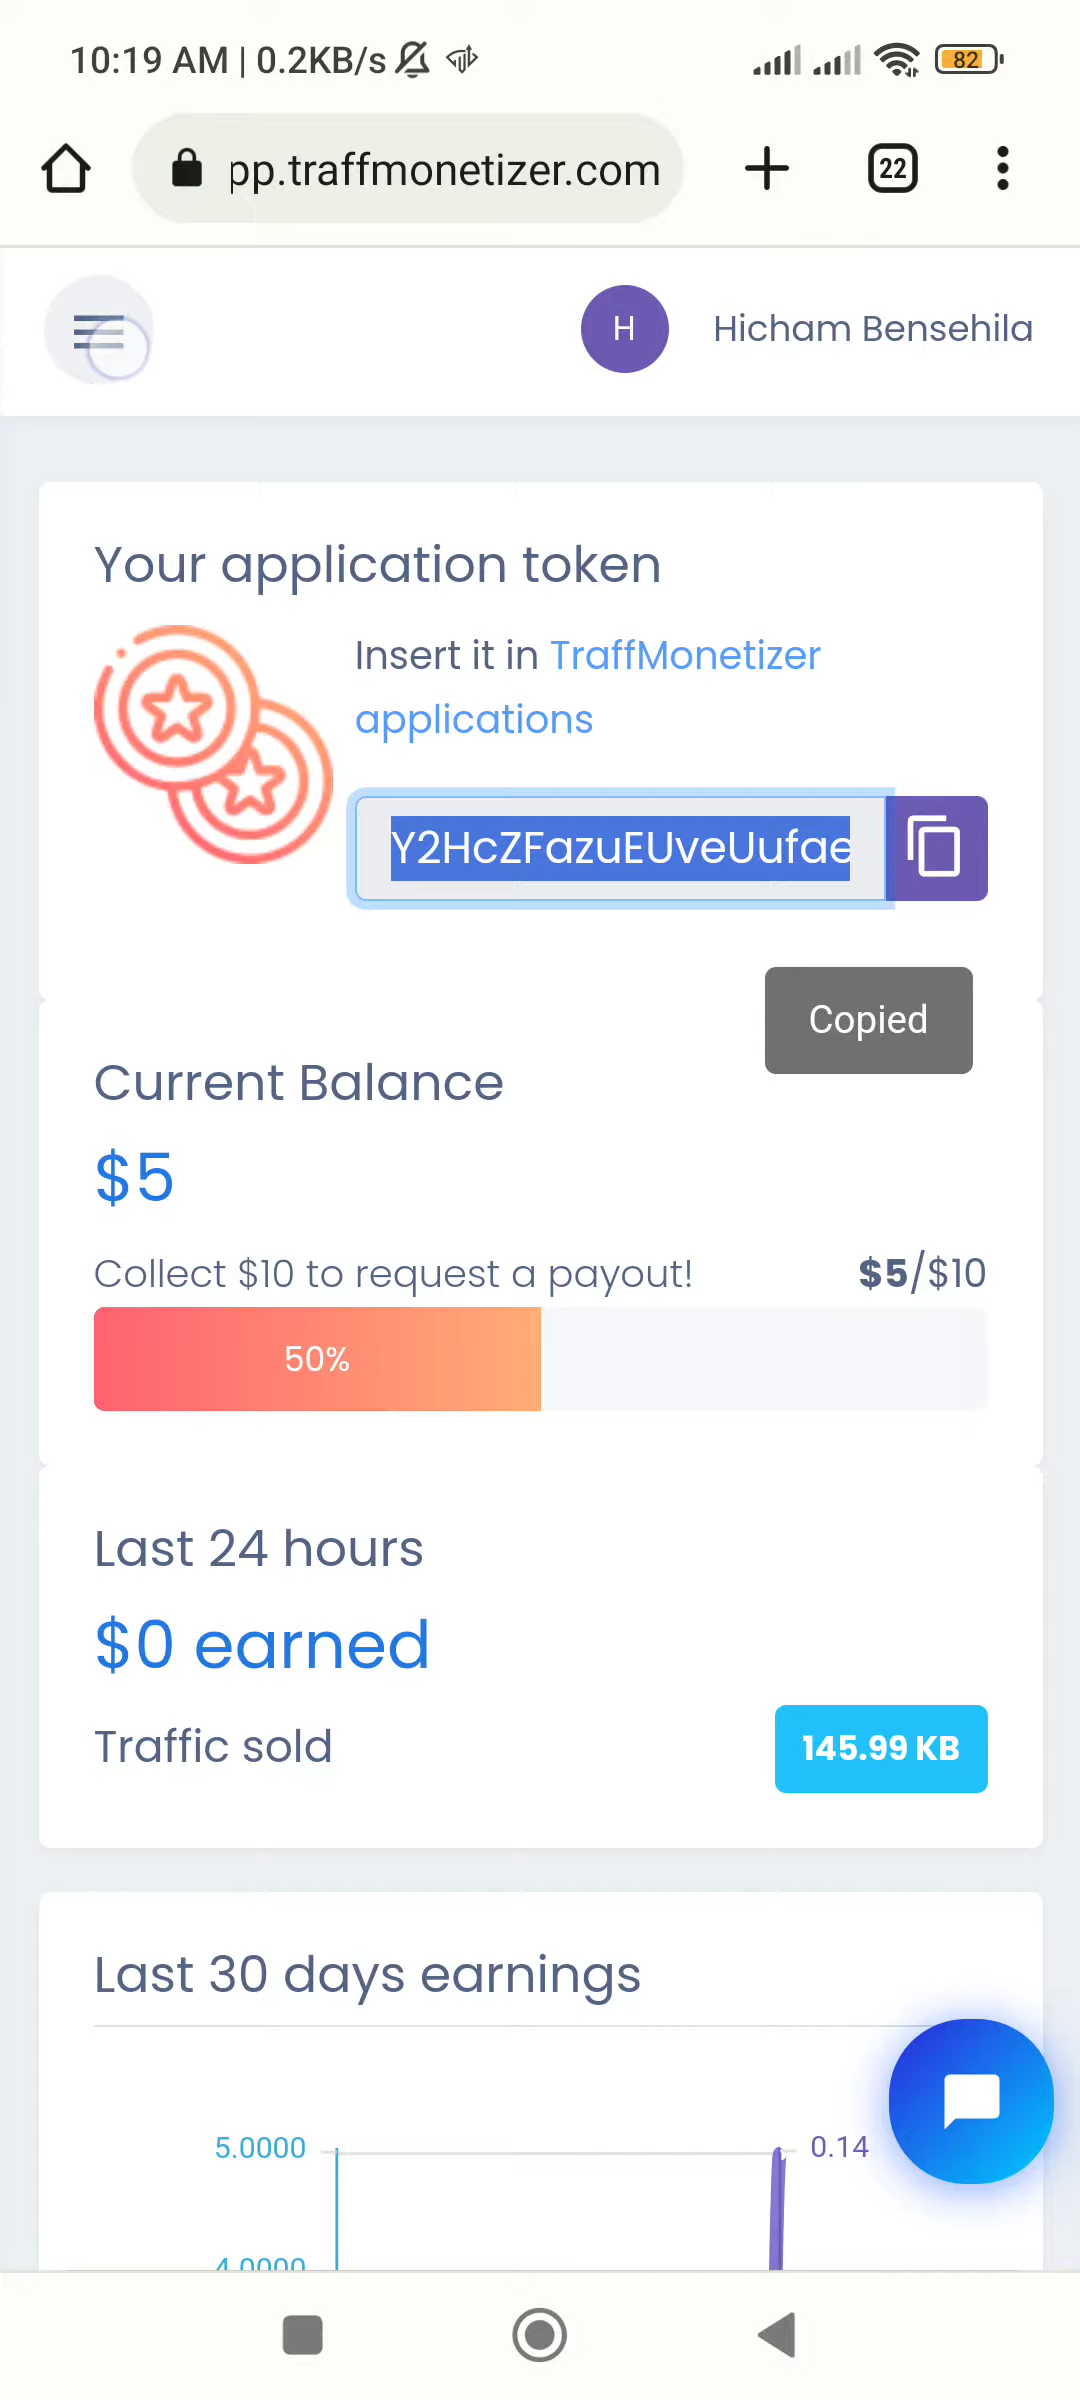 10:19 AM | 0.2KB/s
82
pp.traffmonetizer.com
22
H
Hicham Bensehila
Your application token
Insert it in TraffMonetizer
applications
Y2HcZFazuEUveUufae
Copied
Current Balance
$5
Collect $10 to request a payout!
$5/$10
50%
Last 24 hours
$0 earned
Traffic sold
145.99 KB
Last 30 days earnings
5.0000
0.14
4.0000